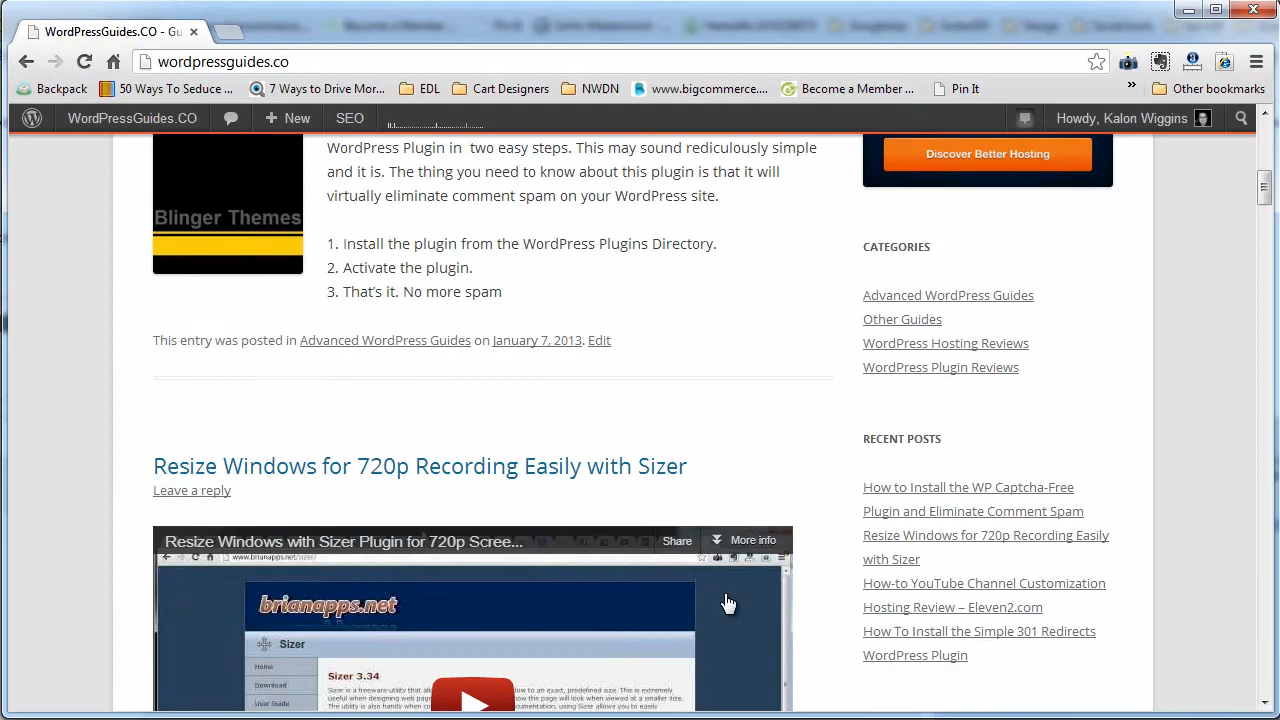 WordPressGuides.CO - Gu
wordpressguides.co
Backpack
50 Ways To Seduce ...
7 Ways to Drive Mor...
EDL
Cart Designers
NWDN
www.bigcommerce....
Become a Member ...
Pin It
»
Other bookmarks
WordPressGuides.CO
+ New
SEO
Howdy, Kalon Wiggins
Blinger Themes
WordPress Plugin in two easy steps. This may sound rediculously simple
and it is. The thing you need to know about this plugin is that it will
virtually eliminate comment spam on your WordPress site.
1. Install the plugin from the WordPress Plugins Directory.
2. Activate the plugin.
3. That's it. No more spam
This entry was posted in Advanced WordPress Guides on January 7, 2013. Edit
Resize Windows for 720p Recording Easily with Sizer
Leave a reply
Resize Windows with Sizer Plugin for 720p Scree...
Share
More info
www.brianapps.net/sizer/
brianapps.net
Sizer
Home
Download
User Guide
Sizer 3.34
Discover Better Hosting
CATEGORIES
Advanced WordPress Guides
Other Guides
WordPress Hosting Reviews
WordPress Plugin Reviews
RECENT POSTS
How to Install the WP Captcha-Free
Plugin and Eliminate Comment Spam
Resize Windows for 720p Recording Easily
with Sizer
How-to YouTube Channel Customization
Hosting Review – Eleven2.com
How To Install the Simple 301 Redirects
WordPress Plugin